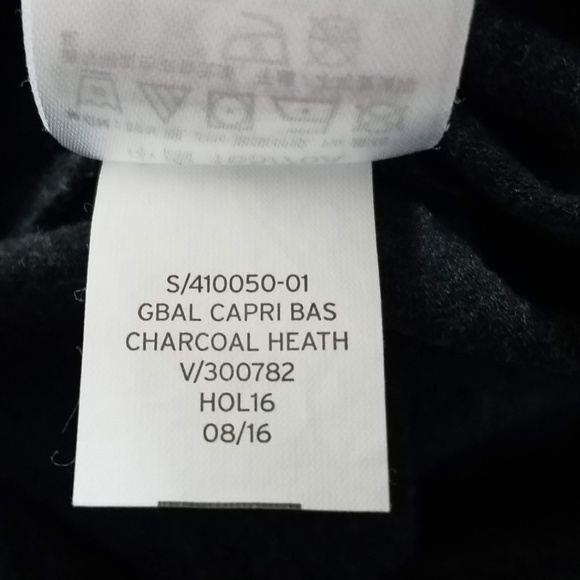 S/410050-01
GBAL CAPRI BAS
CHARCOAL HEATH
V/300782
HOL16
08/16